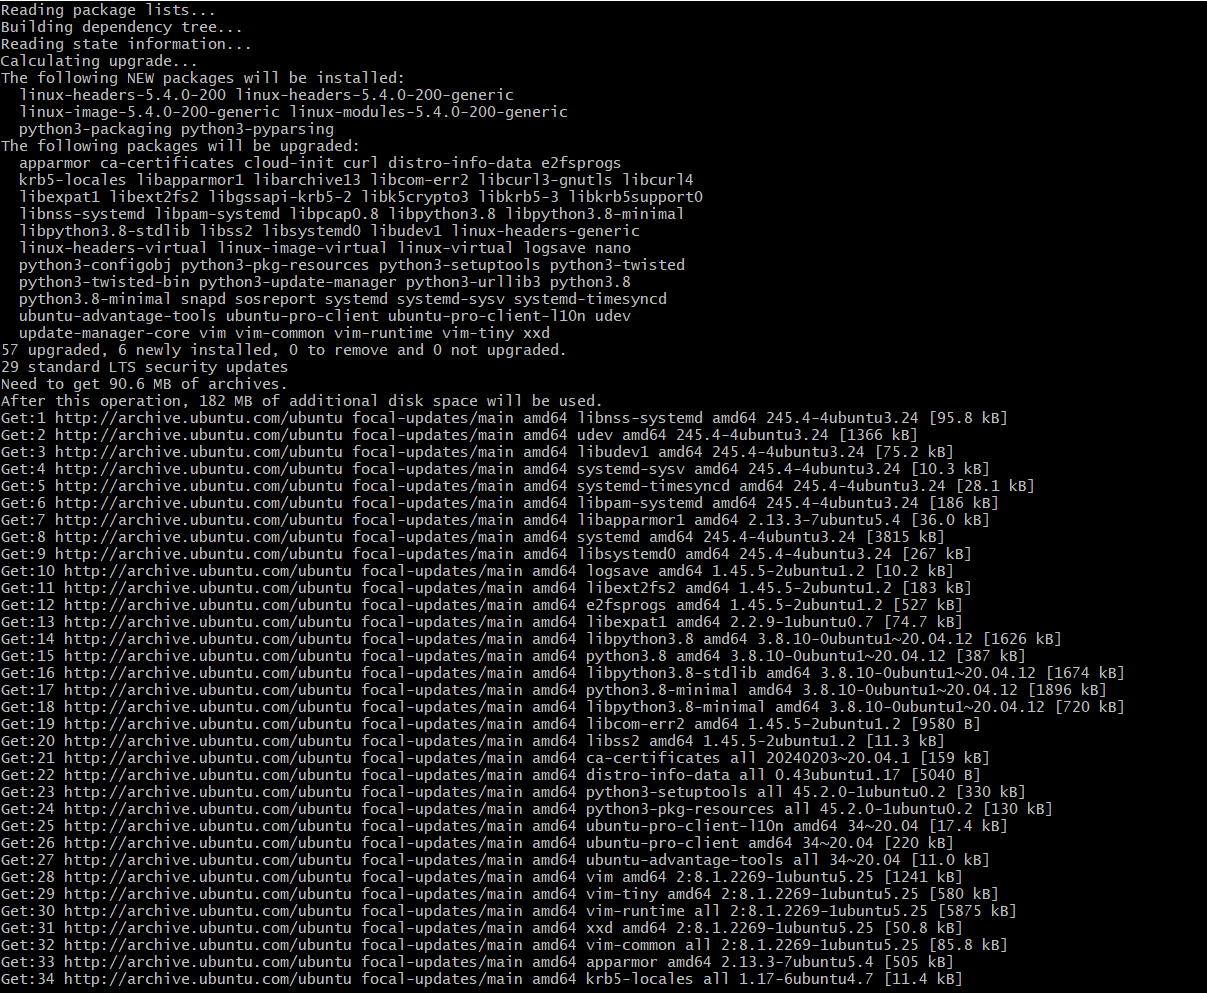 Reading package lists...
Building dependency tree...
Reading state information...
Calculating upgrade...
The following NEW packages will be installed:
linux-headers-5.4.0-200 linux-headers-5.4.0-200-generic
linux-image-5.4.0-200-generic linux-modules-5.4.0-200-generic
python3-packaging python3-pyparsing
The following packages will be upgraded:
apparmor ca-certificates cloud-init curl distro-info-data e2fsprogs
krb5-locales libapparmor1 libarchive13 libcom-err2 libcurl3-gnutls libcurl4
libexpat1 libext2fs2 libgssapi-krb5-2 libk5crypto3 libkrb5-3 libkrb5support0
libnss-systemd libpam-systemd libpcap0.8 libpython3.8 libpython3.8-minimal
libpython3.8-stdlib libss2 libsystemd0 libudev1 linux-headers-generic
linux-headers-virtual linux-image-virtual linux-virtual logsave nano
python3-configobj python3-pkg-resources python3-setuptools python3-twisted
python3-twisted-bin python3-update-manager python3-urllib3 python3.8
python3.8-minimal snapd sosreport systemd systemd-sysv systemd-timesyncd
ubuntu-advantage-tools ubuntu-pro-client ubuntu-pro-client-l10n udev
update-manager-core vim vim-common vim-runtime vim-tiny xxd
57 upgraded, 6 newly installed, 0 to remove and 0 not upgraded.
29 standard LTS security updates
Need to get 90.6 MB of archives.
After this operation, 182 MB of additional disk space will be used.
Get:1 http://archive.ubuntu.com/ubuntu focal-updates/main amd64 libnss-systemd amd64 245.4-4ubuntu3.24 [95.8 kB]
Get:2 http://archive.ubuntu.com/ubuntu focal-updates/main amd64 udev amd64 245.4-4ubuntu3.24 [1366 kB]
Get:3 http://archive.ubuntu.com/ubuntu focal-updates/main amd64 libudev1 amd64 245.4-4ubuntu3.24 [75.2 kB]
Get:4 http://archive.ubuntu.com/ubuntu focal-updates/main amd64 systemd-sysv amd64 245.4-4ubuntu3.24 [10.3 kB]
Get:5 http://archive.ubuntu.com/ubuntu focal-updates/main amd64 systemd-timesyncd amd64 245.4-4ubuntu3.24 [28.1 kB]
Get:6 http://archive.ubuntu.com/ubuntu focal-updates/main amd64 libpam-systemd amd64 245.4-4ubuntu3.24 [186 kB]
Get:7 http://archive.ubuntu.com/ubuntu focal-updates/main amd64 libapparmor1 amd64 2.13.3-7ubuntu5.4 [36.0 kB]
Get:8 http://archive.ubuntu.com/ubuntu focal-updates/main amd64 systemd amd64 245.4-4ubuntu3.24 [3815 kB]
Get:9 http://archive.ubuntu.com/ubuntu focal-updates/main amd64 libsystemd0 amd64 245.4-4ubuntu3.24 [267 kB]
Get:10 http://archive.ubuntu.com/ubuntu focal-updates/main amd64 logsave amd64 1.45.5-2ubuntu1.2 [10.2 kB]
Get:11 http://archive.ubuntu.com/ubuntu focal-updates/main amd64 libext2fs2 amd64 1.45.5-2ubuntu1.2 [183 kB]
Get:12 http://archive.ubuntu.com/ubuntu focal-updates/main amd64 e2fsprogs amd64 1.45.5-2ubuntu1.2 [527 kB]
Get:13 http://archive.ubuntu.com/ubuntu focal-updates/main amd64 libexpat1 amd64 2.2.9-1ubuntu0.7 [74.7 kB]
Get:14 http://archive.ubuntu.com/ubuntu focal-updates/main amd64 libpython3.8 amd64 3.8.10-0ubuntu1~20.04.12 [1626 kB]
Get:15 http://archive.ubuntu.com/ubuntu focal-updates/main amd64 python3.8 amd64 3.8.10-0ubuntu1~20.04.12 [387 kB]
Get:16 http://archive.ubuntu.com/ubuntu focal-updates/main amd64 libpython3.8-stdlib amd64 3.8.10-0ubuntu1~20.04.12 [1674 kB]
Get:17 http://archive.ubuntu.com/ubuntu focal-updates/main amd64 python3.8-minimal amd64 3.8.10-0ubuntu1~20.04.12 [1896 kB]
Get:18 http://archive.ubuntu.com/ubuntu focal-updates/main amd64 libpython3.8-minimal amd64 3.8.10-0ubuntu1~20.04.12 [720 kB]
Get:19 http://archive.ubuntu.com/ubuntu focal-updates/main amd64 libcom-err2 amd64 1.45.5-2ubuntu1.2 [9580 B]
Get:20 http://archive.ubuntu.com/ubuntu focal-updates/main amd64 libss2 amd64 1.45.5-2ubuntu1.2 [11.3 kB]
Get:21 http://archive.ubuntu.com/ubuntu focal-updates/main amd64 ca-certificates all 20240203~20.04.1 [159 kB]
Get:22 http://archive.ubuntu.com/ubuntu focal-updates/main amd64 distro-info-data all 0.43ubuntu1.17 [5040 B]
Get:23 http://archive.ubuntu.com/ubuntu focal-updates/main amd64 python3-setuptools all 45.2.0-1ubuntu0.2 [330 kB]
Get:24 http://archive.ubuntu.com/ubuntu focal-updates/main amd64 python3-pkg-resources all 45.2.0-1ubuntu0.2 [130 kB]
Get:25 http://archive.ubuntu.com/ubuntu focal-updates/main amd64 ubuntu-pro-client-l10n amd64 34~20.04 [17.4 kB]
Get:26 http://archive.ubuntu.com/ubuntu focal-updates/main amd64 ubuntu-pro-client amd64 34~20.04 [220 kB]
Get:27 http://archive.ubuntu.com/ubuntu focal-updates/main amd64 ubuntu-advantage-tools all 34~20.04 [11.0 kB]
Get:28 http://archive.ubuntu.com/ubuntu focal-updates/main amd64 vim amd64 2:8.1.2269-1ubuntu5.25 [1241 kB]
Get:29 http://archive.ubuntu.com/ubuntu focal-updates/main amd64 vim-tiny amd64 2:8.1.2269-1ubuntu5.25 [580 kB]
Get:30 http://archive.ubuntu.com/ubuntu focal-updates/main amd64 vim-runtime all 2:8.1.2269-1ubuntu5.25 [5875 kB]
Get:31 http://archive.ubuntu.com/ubuntu focal-updates/main amd64 xxd amd64 2:8.1.2269-1ubuntu5.25 [50.8 kB]
Get:32 http://archive.ubuntu.com/ubuntu focal-updates/main amd64 vim-common all 2:8.1.2269-1ubuntu5.25 [85.8 kB]
Get:33 http://archive.ubuntu.com/ubuntu focal-updates/main amd64 apparmor amd64 2.13.3-7ubuntu5.4 [505 kB]
Get:34 http://archive.ubuntu.com/ubuntu focal-updates/main amd64 krb5-locales all 1.17-6ubuntu4.7 [11.4 kB]